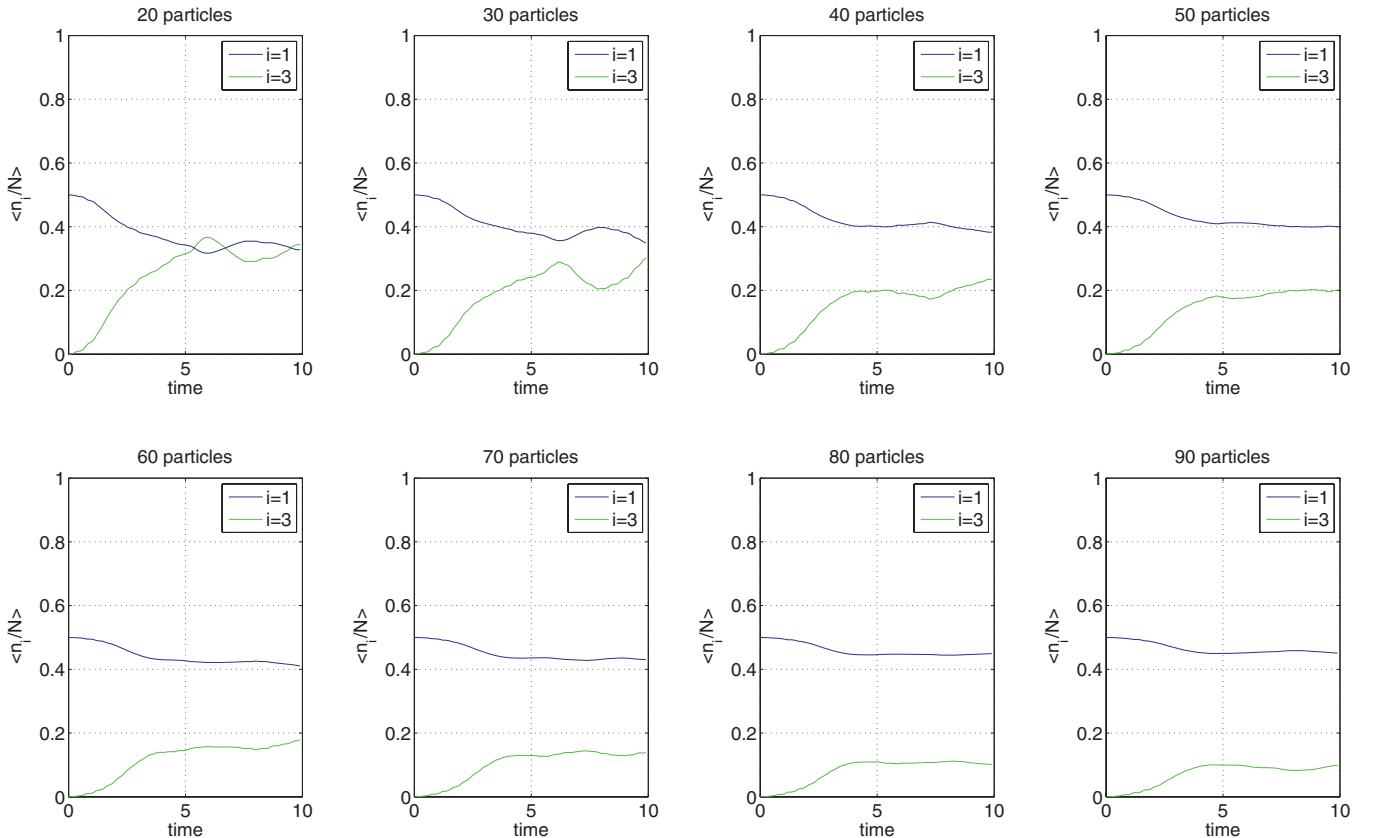 20 particles
1
0.8
0.6
0.4
0.2
0
<n_i/N>
0
5
10
time
i=1
i=3
30 particles
1
0.8
0.6
0.4
0.2
0
<n_i/N>
0
5
10
time
i=1
i=3
40 particles
1
0.8
0.6
0.4
0.2
0
<n_i/N>
0
5
10
time
i=1
i=3
50 particles
1
0.8
0.6
0.4
0.2
0
<n_i/N>
0
5
10
time
i=1
i=3
60 particles
1
0.8
0.6
0.4
0.2
0
<n_i/N>
0
5
10
time
i=1
i=3
70 particles
1
0.8
0.6
0.4
0.2
0
<n_i/N>
0
5
10
time
i=1
i=3
80 particles
1
0.8
0.6
0.4
0.2
0
<n_i/N>
0
5
10
time
i=1
i=3
90 particles
1
0.8
0.6
0.4
0.2
0
<n_i/N>
0
5
10
time
i=1
i=3